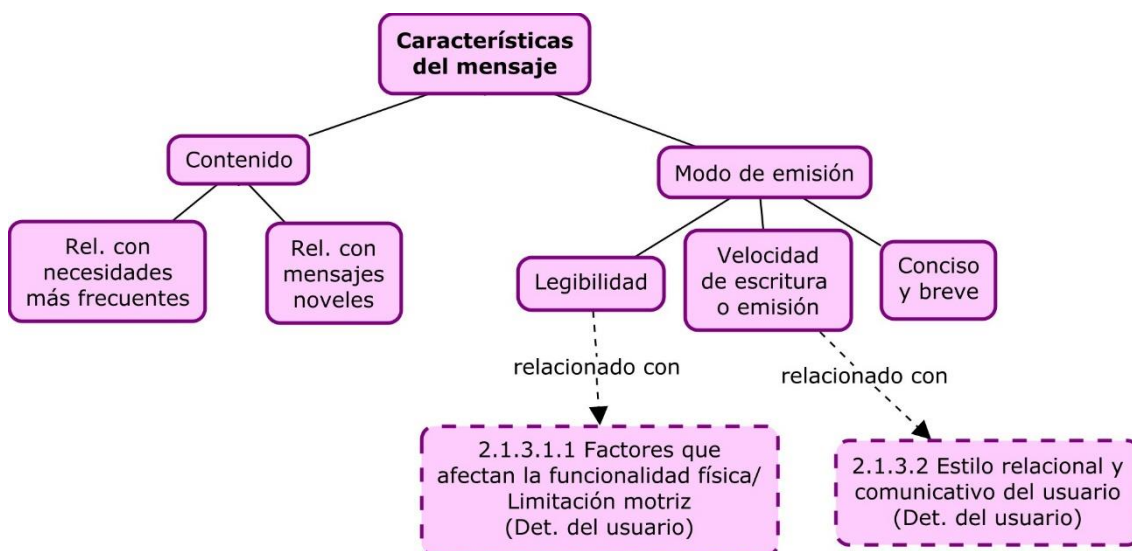 Características
del mensaje
Contenido
Modo de emisión
Rel. con
necesidades
más frecuentes
Rel. con
mensajes
noveles
Legibilidad
Velocidad
de escritura
o emisión
Conciso
y breve
relacionado con
relacionado con
2.1.3.1.1 Factores que
afectan la funcionalidad física/
Limitación motriz
(Det. del usuario)
2.1.3.2 Estilo relacional y
comunicativo del usuario
(Det. del usuario)